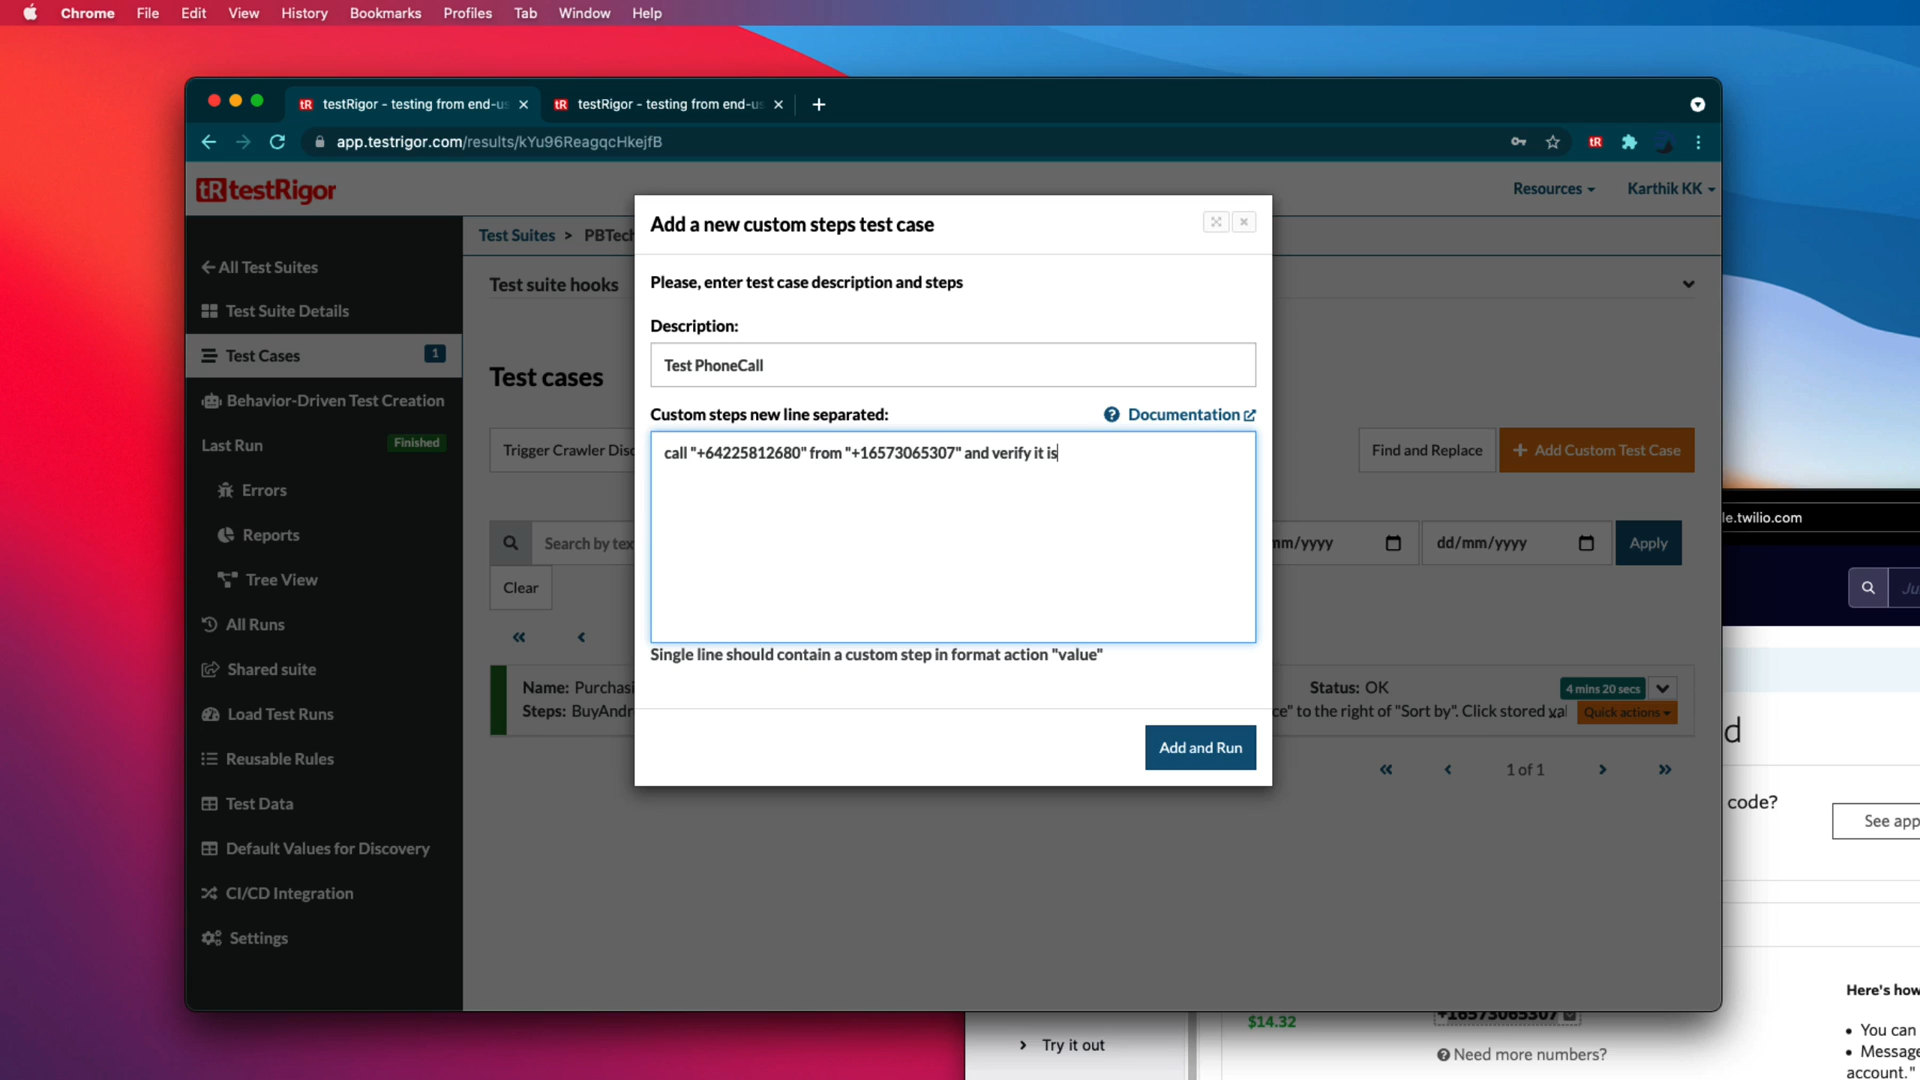 Chrome File Edit View History Bookmarks Profiles Tab Window Help
tR testRigor - testing from end-us
tR testRigor - testing from end-us
app.testrigor.com/results/kYu96ReagqcHkejfB
tR
tR testRigor
Resources
Karthik KK
All Test Suites
Test Suite Details
Test Cases 1
Behavior-Driven Test Creation
Last Run Finished
Errors
Reports
Tree View
All Runs
Shared suite
Load Test Runs
Reusable Rules
Test Data
Default Values for Discovery
CI/CD Integration
Settings
Test Suites > PBTech
Test suite hooks
Test cases
Trigger Crawler Disc
Find and Replace
Add Custom Test Case
Search by tex
mm/yyyy
dd/mm/yyyy
Apply
Clear
Name: Purchasi
Status: OK
4 mins 20 secs
Steps: BuyAndr
ce" to the right of "Sort by". Click stored val
Quick actions
1 of 1
Add a new custom steps test case
Please, enter test case description and steps
Description:
Test PhoneCall
Custom steps new line separated:
Documentation
call "+64225812680" from "+16573065307" and verify it is
Single line should contain a custom step in format action "value"
Add and Run
le.twilio.com
Ju
d
code?
See app
Here's how
• You can
• Message
account."
$14.32
+16573065307
Try it out
Need more numbers?